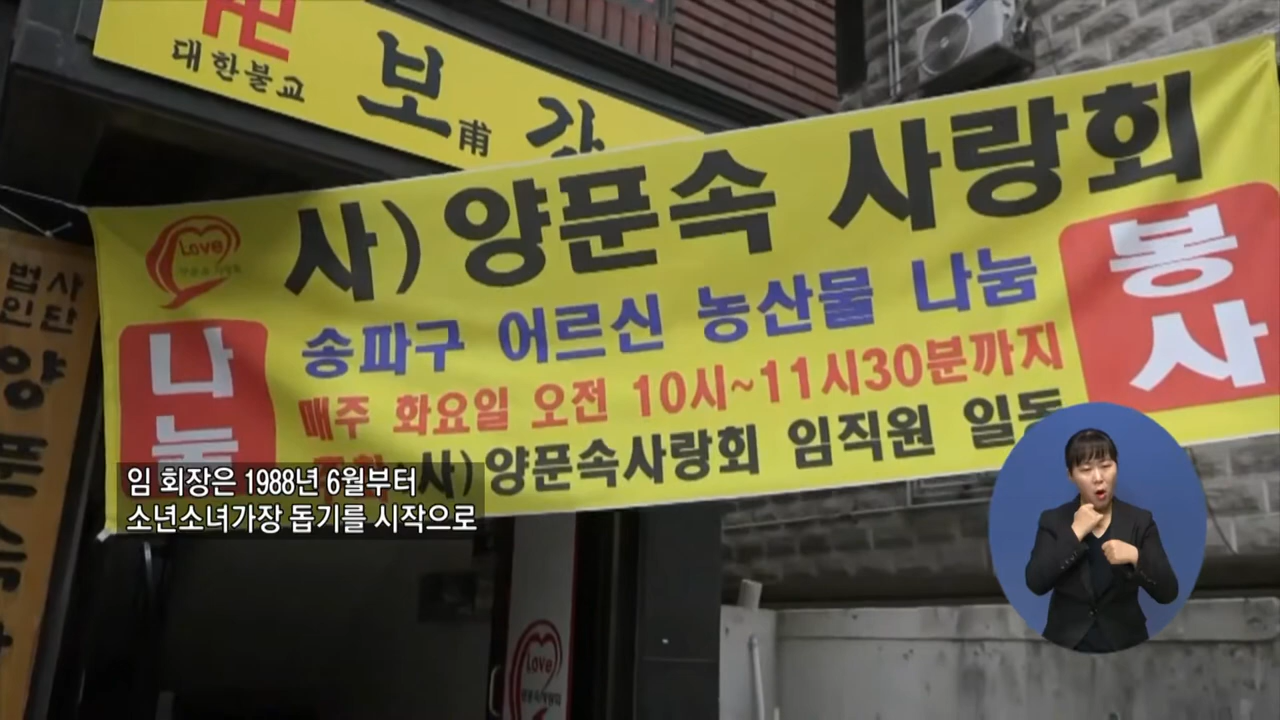 대한불교
보
甫
사) 양푼속 사랑회
Love
나눔
송파구 어르신 농산물 나눔
매주 화요일 오전 10시~11시30분까지
사)양푼속사랑회 임직원 일동
봉사
법사
인단
양
푼
임 회장은 1988년 6월부터
소년소녀가장 돕기를 시작으로
Love